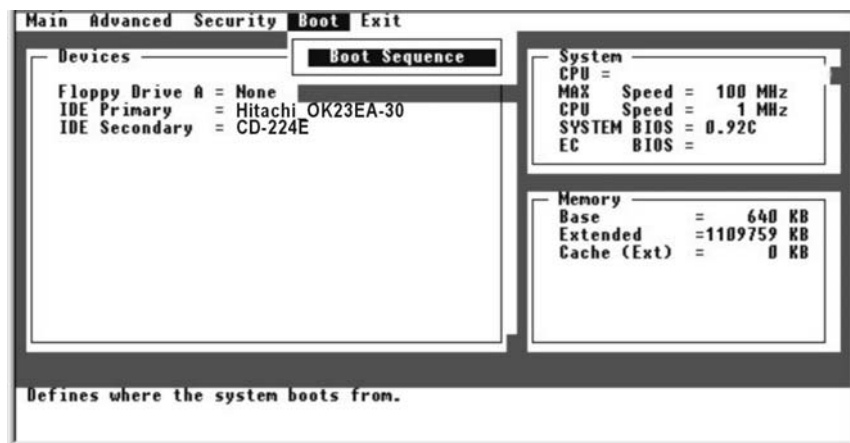 Main Advanced Security Boot Exit
Boot Sequence
Devices
Floppy Drive A = None
IDE Primary = Hitachi_OK23EA-30
IDE Secondary = CD-224E
System
CPU =
MAX Speed = 100 MHz
CPU Speed = 1 MHz
SYSTEM BIOS = 0.92C
EC BIOS =
Memory
Base = 640 KB
Extended =1109759 KB
Cache (Ext) = 0 KB
Defines where the system boots from.